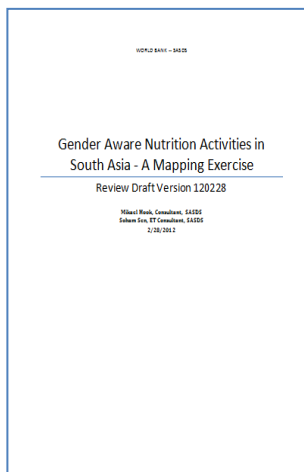 WORLD BANK – SASDS
Gender Aware Nutrition Activities in
South Asia - A Mapping Exercise
Review Draft Version 120228
Mikael Hook, Consultant, SASDS
Soham Sen, ET Consultant, SASDS
2/28/2012